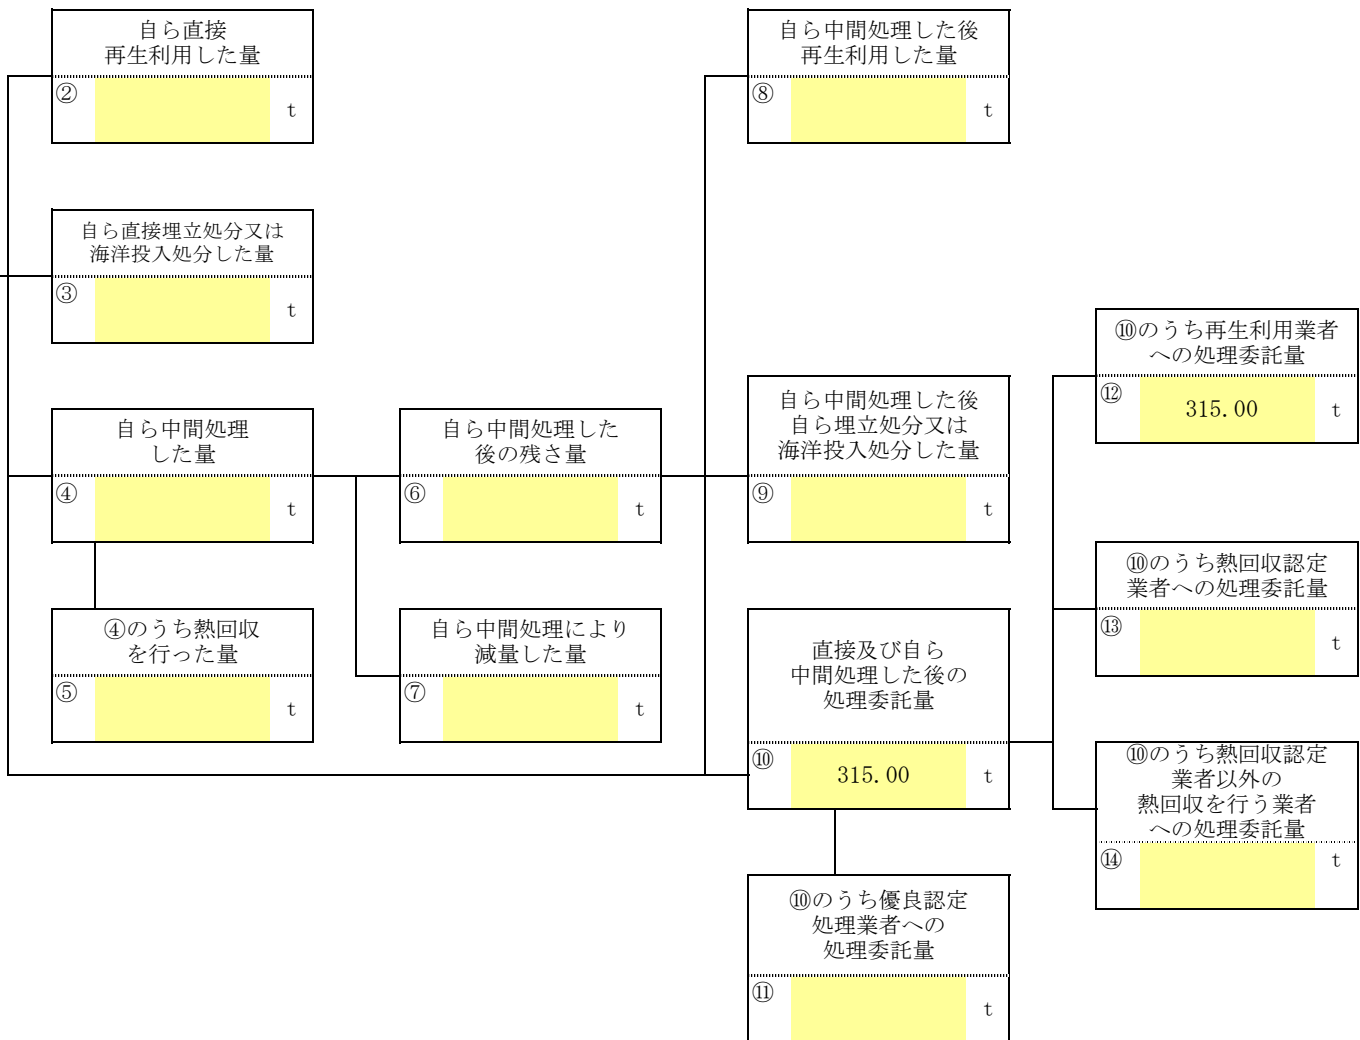 自ら直接
再生利用した量
②
t
自ら直接埋立処分又は
海洋投入処分した量
③
t
自ら中間処理
した量
④
t
④のうち熱回収
を行った量
⑤
t
自ら中間処理した
後の残さ量
⑥
t
自ら中間処理により
減量した量
⑦
t
自ら中間処理した後
再生利用した量
⑧
t
自ら中間処理した後
自ら埋立処分又は
海洋投入処分した量
⑨
t
直接及び自ら
中間処理した後の
処理委託量
⑩ 315.00 t
⑩のうち優良認定
処理業者への
処理委託量
⑪
t
⑩のうち再生利用業者
への処理委託量
⑫ 315.00 t
⑩のうち熱回収認定
業者への処理委託量
⑬
t
⑩のうち熱回収認定
業者以外の
熱回収を行う業者
への処理委託量
⑭
t